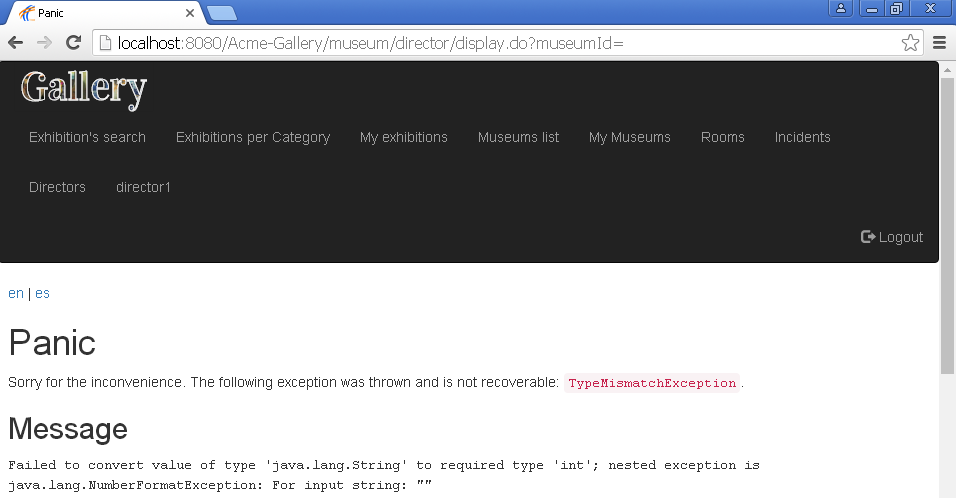 Panic
localhost:8080/Acme-Gallery/museum/director/display.do?museumId=
Gallery
Exhibition's search Exhibitions per Category My exhibitions Museums list My Museums Rooms Incidents
Directors director1
Logout
en | es
Panic
Sorry for the inconvenience. The following exception was thrown and is not recoverable: TypeMismatchException.
Message
Failed to convert value of type 'java.lang.String' to required type 'int'; nested exception is
java.lang.NumberFormatException: For input string: ""